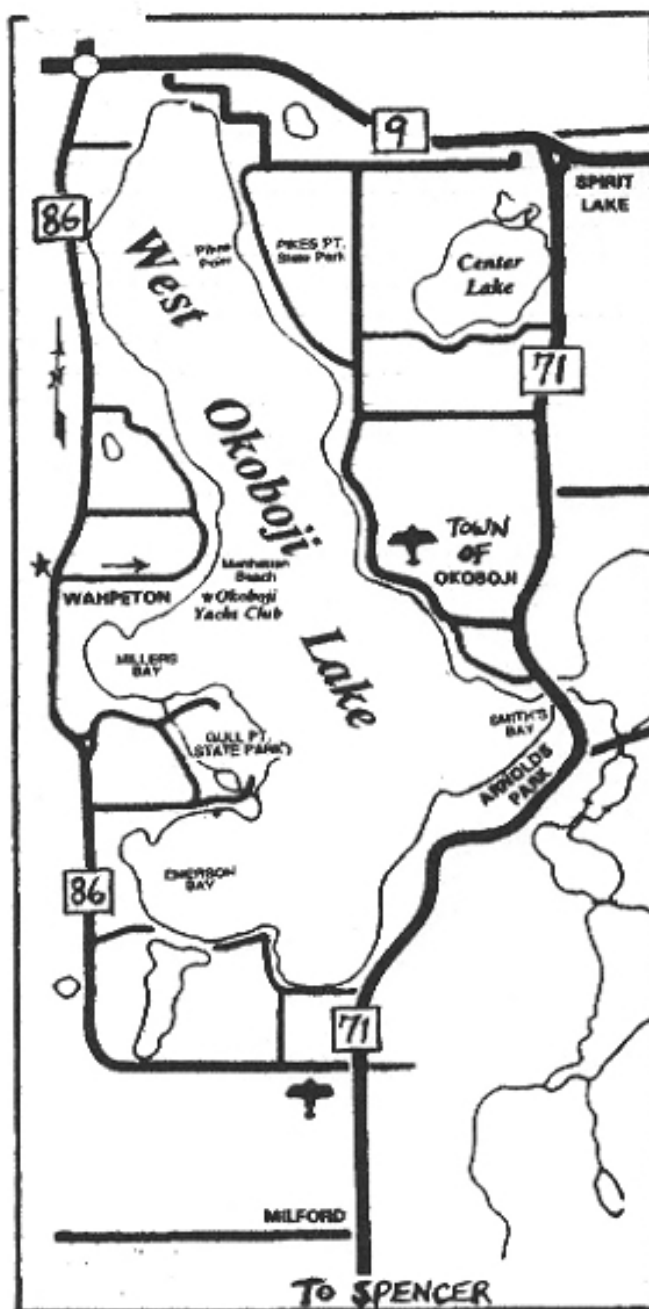 9
SPIRIT
LAKE
86
West
Okoboji
Lake
Pikes
Point
PIKES PT.
State Park
Center
Lake
71
TOWN
OF
OKOBOJI
Manhattan
Beach
Okoboji
Yacht Club
WAHPETON
MILLERS
BAY
GULL PT.
STATE PARK
SMITH'S
BAY
ARNOLDS
PARK
86
EMERSON
BAY
71
MILFORD
TO SPENCER